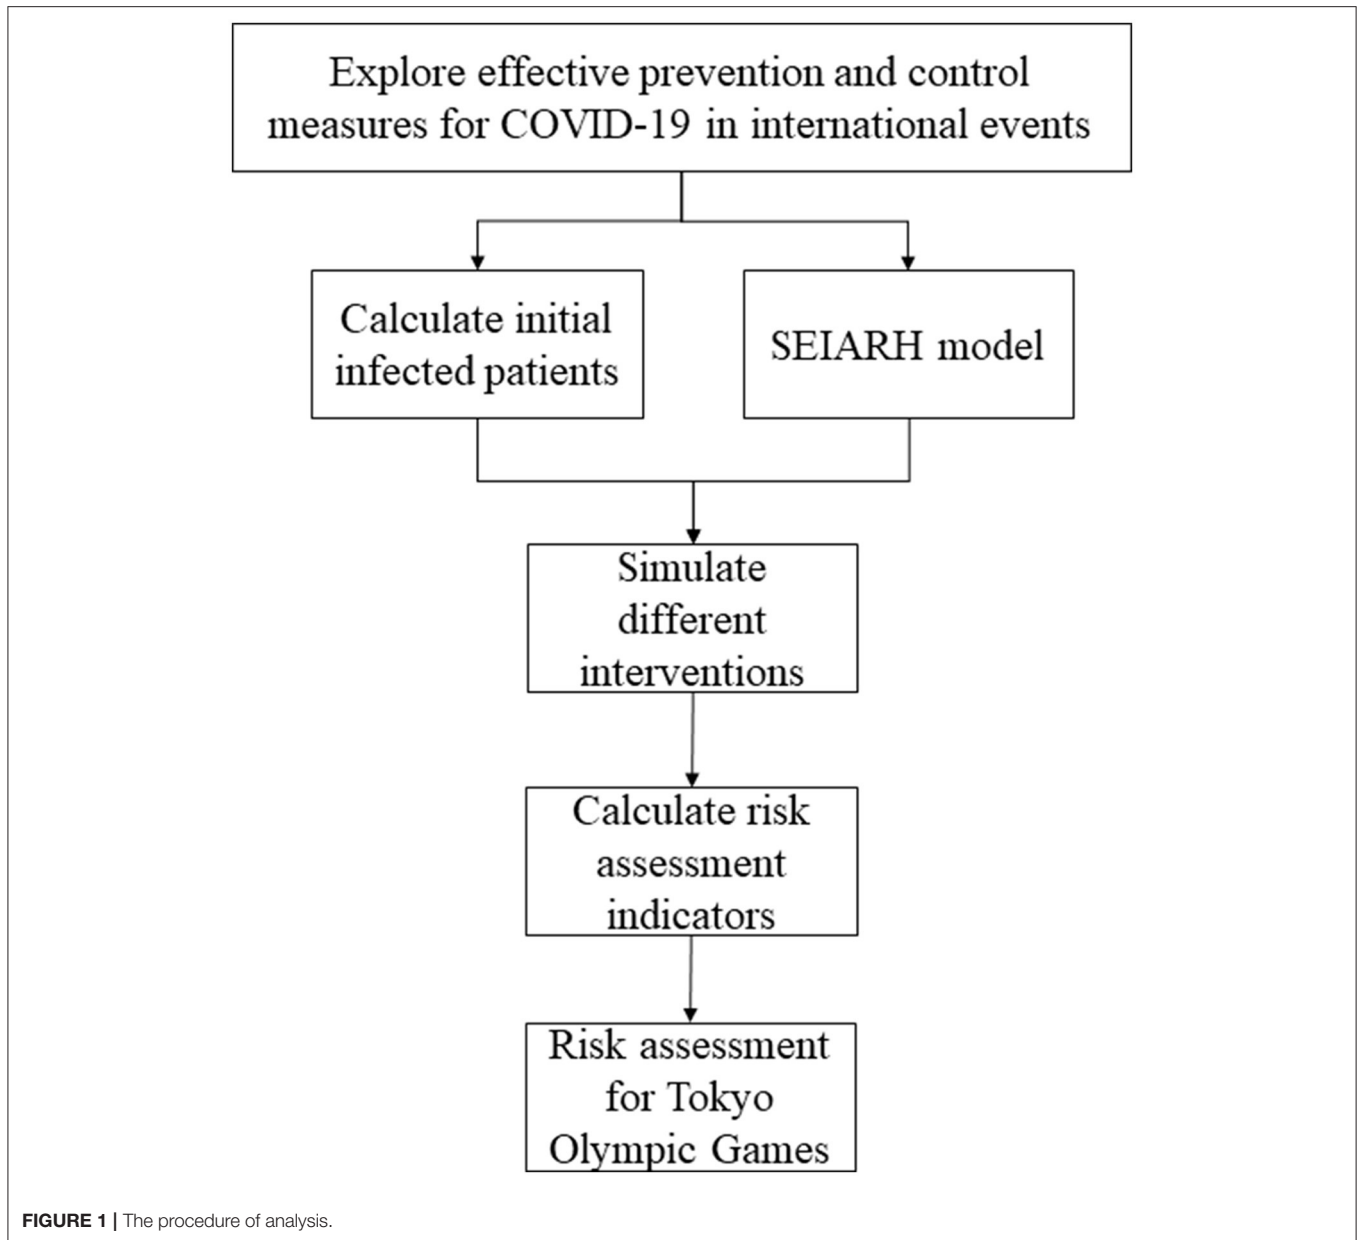 Explore effective prevention and control
measures for COVID-19 in international events
Calculate initial
infected patients
SEIARH model
Simulate
different
interventions
Calculate risk
assessment
indicators
Risk assessment
for Tokyo
Olympic Games
FIGURE 1 | The procedure of analysis.